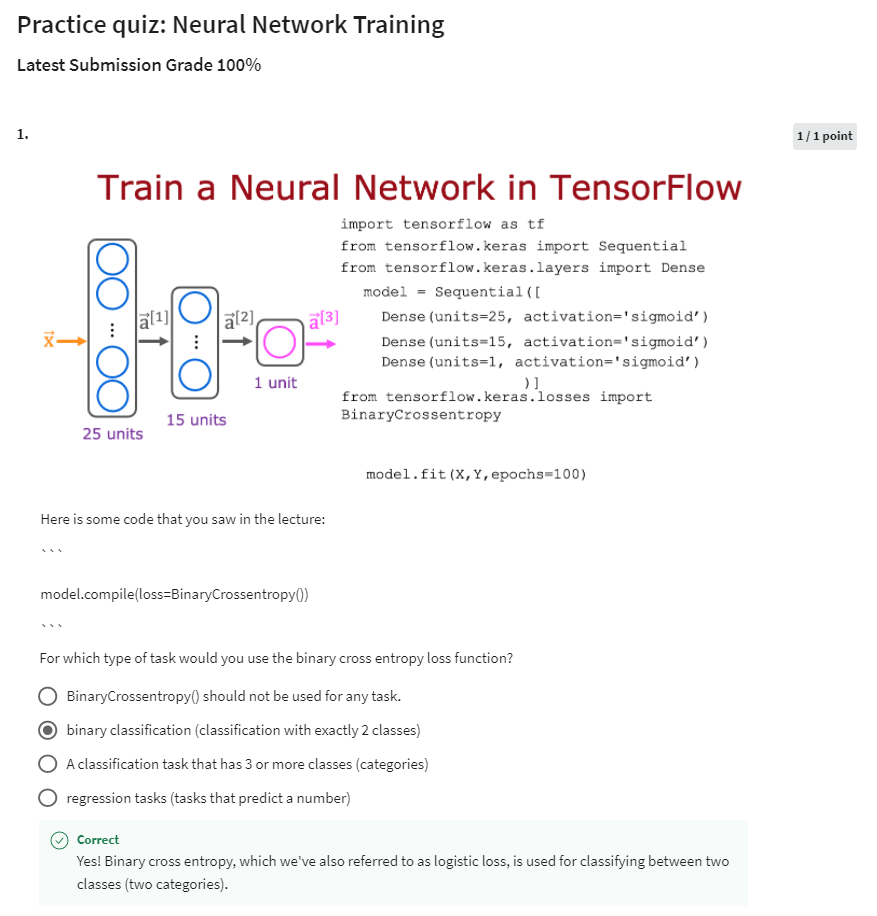 Practice quiz: Neural Network Training
Latest Submission Grade 100%
1.
1 / 1 point
Train a Neural Network in TensorFlow
import tensorflow as tf
from tensorflow.keras import Sequential
from tensorflow.keras.layers import Dense
model = Sequential([
Dense(units=25, activation='sigmoid')
Dense(units=15, activation='sigmoid')
Dense(units=1, activation='sigmoid')
)]
from tensorflow.keras.losses import
BinaryCrossentropy
model.fit(X,Y,epochs=100)
x⃗
a⃗[1]
a⃗[2]
a⃗[3]
1 unit
15 units
25 units
Here is some code that you saw in the lecture:
```
model.compile(loss=BinaryCrossentropy())
```
For which type of task would you use the binary cross entropy loss function?
BinaryCrossentropy() should not be used for any task.
binary classification (classification with exactly 2 classes)
A classification task that has 3 or more classes (categories)
regression tasks (tasks that predict a number)
Correct
Yes! Binary cross entropy, which we've also referred to as logistic loss, is used for classifying between two
classes (two categories).